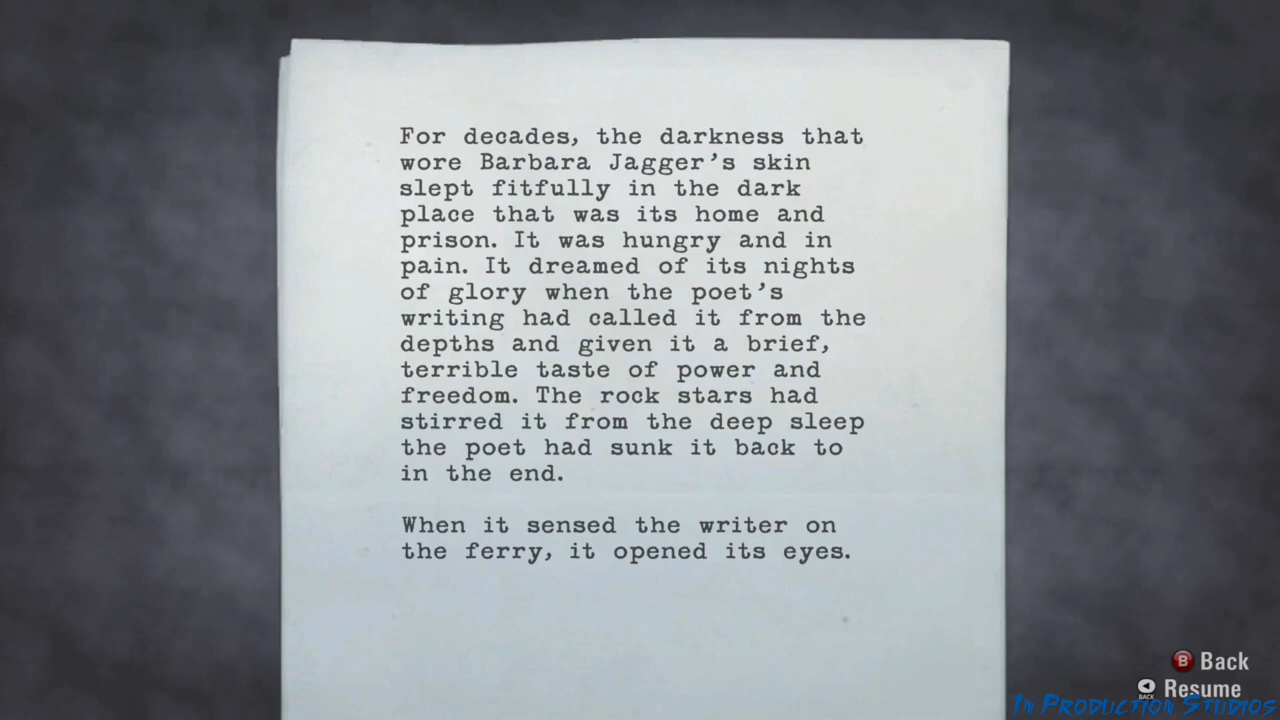 For decades, the darkness that
wore Barbara Jagger's skin
slept fitfully in the dark
place that was its home and
prison. It was hungry and in
pain. It dreamed of its nights
of glory when the poet's
writing had called it from the
depths and given it a brief,
terrible taste of power and
freedom. The rock stars had
stirred it from the deep sleep
the poet had sunk it back to
in the end.
When it sensed the writer on
the ferry, it opened its eyes.
B Back
BACK Resume
In Production Studios